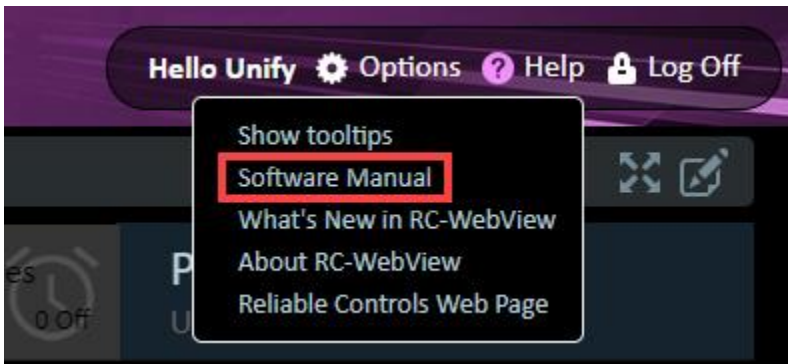 Hello Unify Options ? Help Log Off
Show tooltips
Software Manual
What's New in RC-WebView
About RC-WebView
Reliable Controls Web Page
es
0 Off
P
U